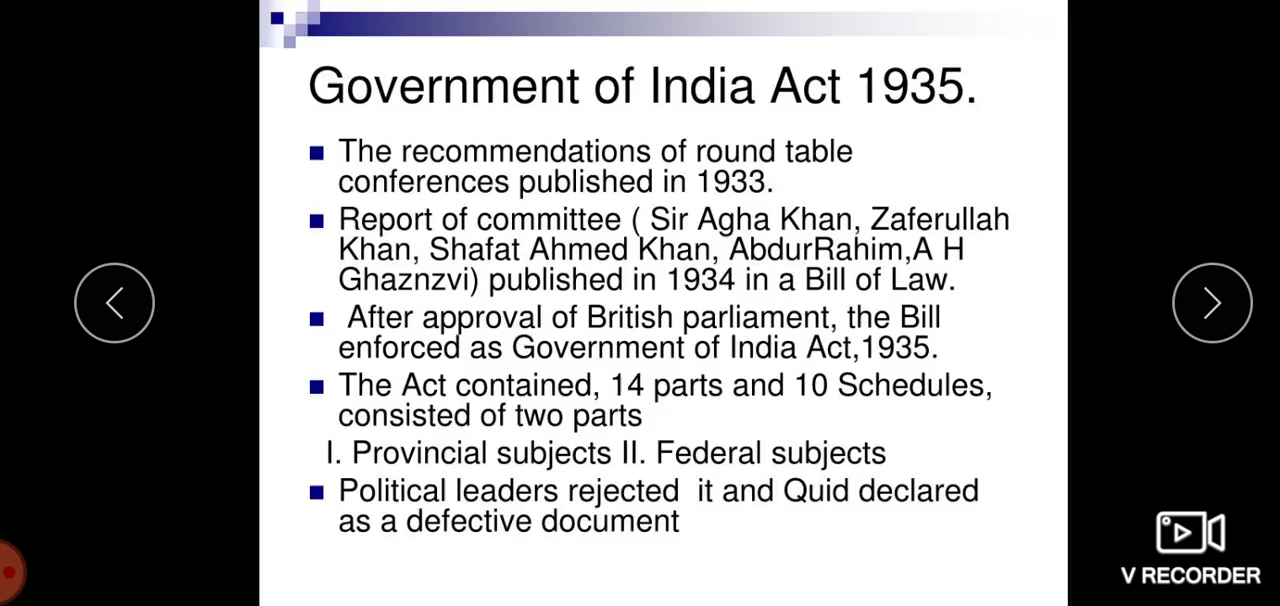 Government of India Act 1935.
The recommendations of round table
conferences published in 1933.
Report of committee ( Sir Agha Khan, Zaferullah
Khan, Shafat Ahmed Khan, AbdurRahim,A H
Ghaznzvi) published in 1934 in a Bill of Law.
After approval of British parliament, the Bill
enforced as Government of India Act,1935.
The Act contained, 14 parts and 10 Schedules,
consisted of two parts
I. Provincial subjects II. Federal subjects
Political leaders rejected  it and Quid declared
as a defective document
V RECORDER